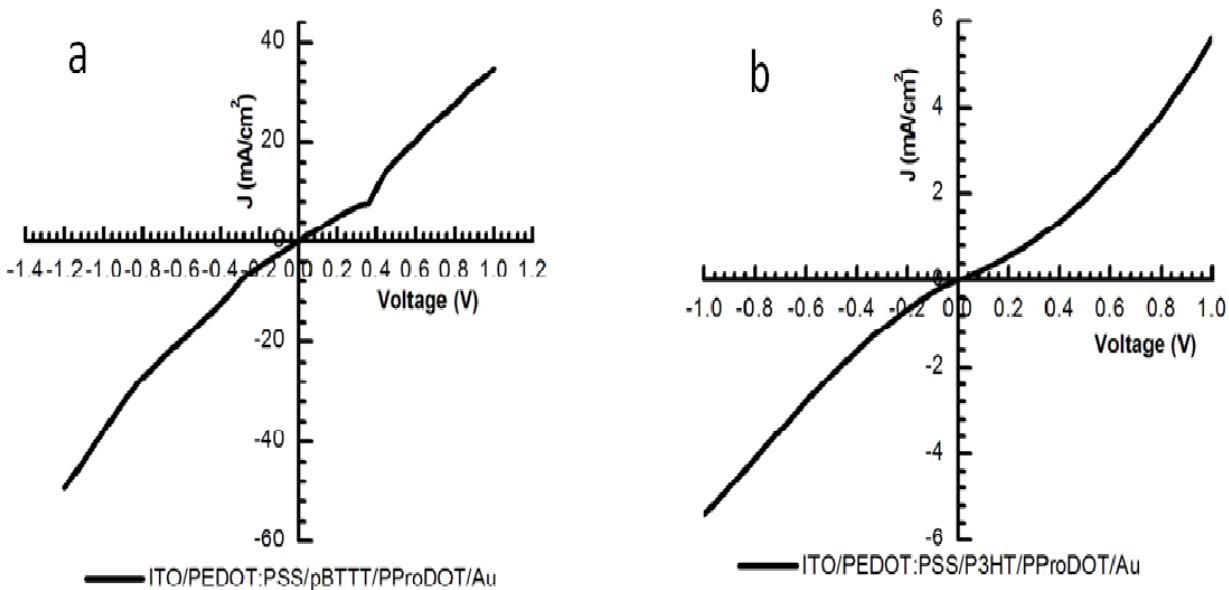 a
J (mA/cm²)
40
20
0
-20
-40
-60
-1.4 -1.2 -1.0 -0.8 -0.6 -0.4 -0.2 0.0 0.2 0.4 0.6 0.8 1.0 1.2
Voltage (V)
ITO/PEDOT:PSS/pBTTT/PProDOT/Au
b
J (mA/cm²)
6
4
2
0
-2
-4
-6
-1.0 -0.8 -0.6 -0.4 -0.2 0.0 0.2 0.4 0.6 0.8 1.0
Voltage (V)
ITO/PEDOT:PSS/P3HT/PProDOT/Au